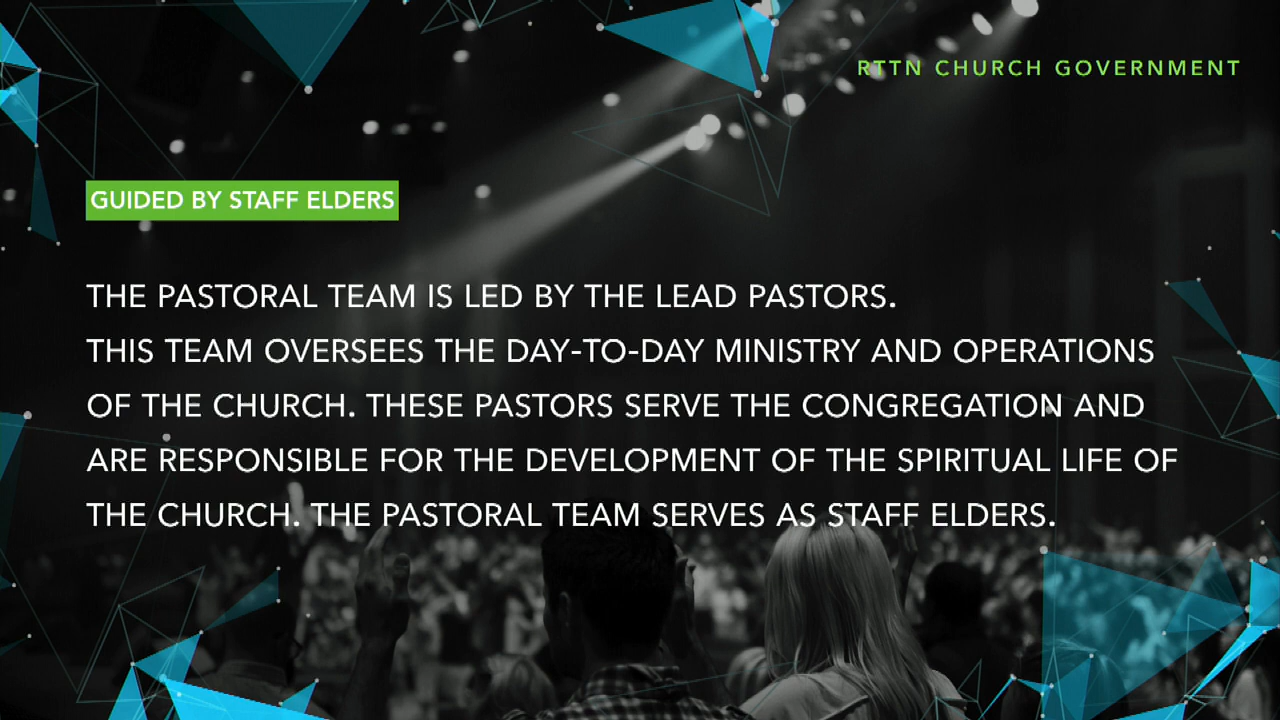 RTTN CHURCH GOVERNMENT
GUIDED BY STAFF ELDERS
THE PASTORAL TEAM IS LED BY THE LEAD PASTORS.
THIS TEAM OVERSEES THE DAY-TO-DAY MINISTRY AND OPERATIONS
OF THE CHURCH. THESE PASTORS SERVE THE CONGREGATION AND
ARE RESPONSIBLE FOR THE DEVELOPMENT OF THE SPIRITUAL LIFE OF
THE CHURCH. THE PASTORAL TEAM SERVES AS STAFF ELDERS.